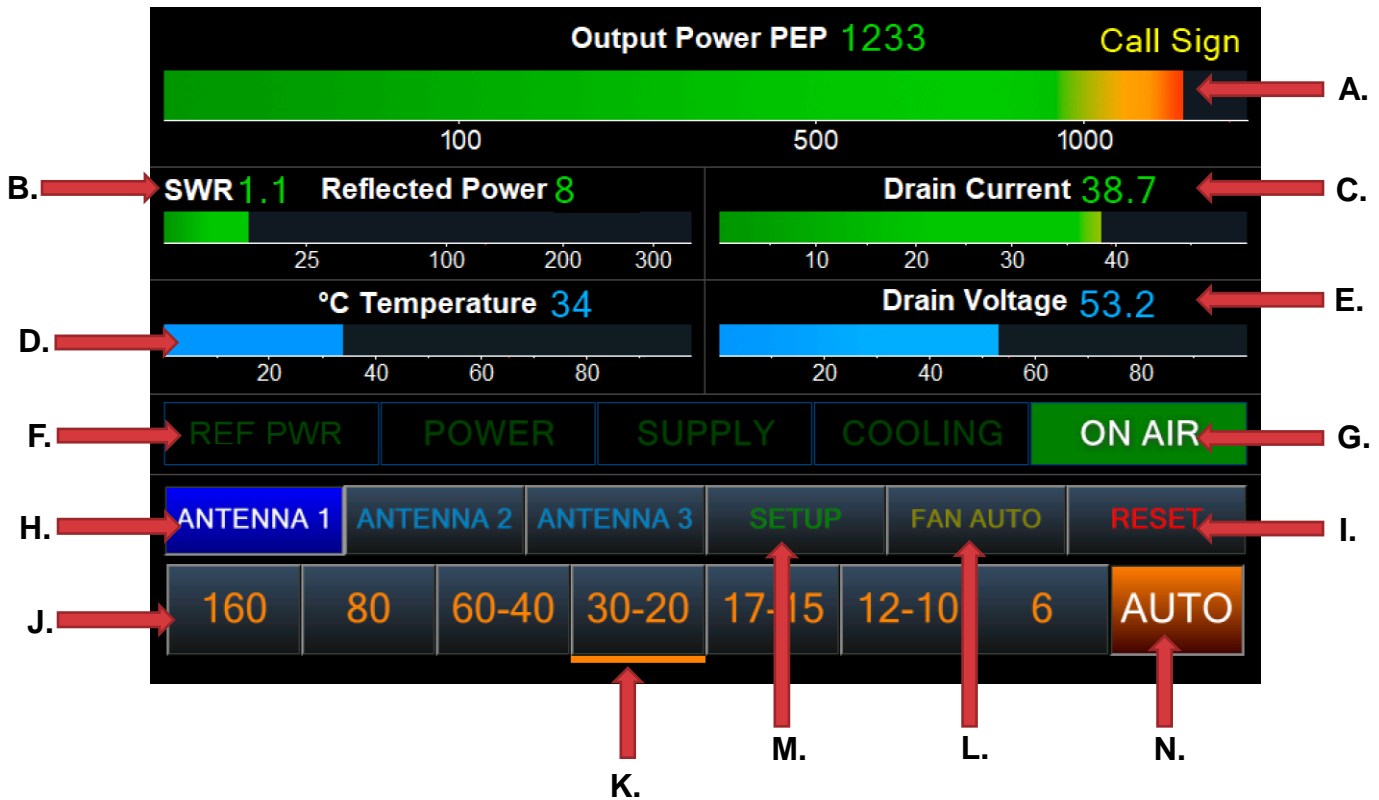 Output Power PEP 1233 Call Sign
A.
100 500 1000
B. SWR 1.1 Reflected Power 8 Drain Current 38.7 C.
25 100 200 300 10 20 30 40
°C Temperature 34 Drain Voltage 53.2 E.
D.
20 40 60 80 20 40 60 80
F. REF PWR POWER SUPPLY COOLING ON AIR G.
H. ANTENNA 1 ANTENNA 2 ANTENNA 3 SETUP FAN AUTO RESET I.
J. 160 80 60-40 30-20 17-15 12-10 6 AUTO
M. L. N.
K.